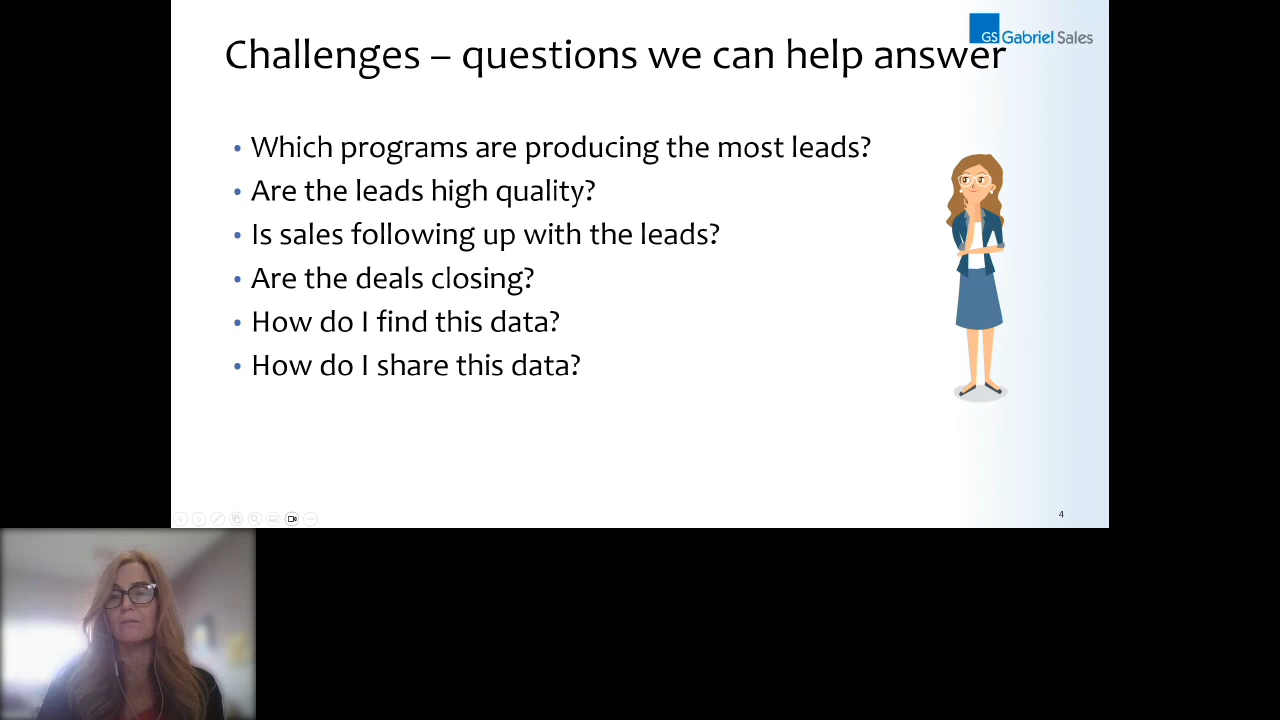 GS Gabriel Sales
Challenges – questions we can help answer
• Which programs are producing the most leads?
• Are the leads high quality?
• Is sales following up with the leads?
• Are the deals closing?
• How do I find this data?
• How do I share this data?
4